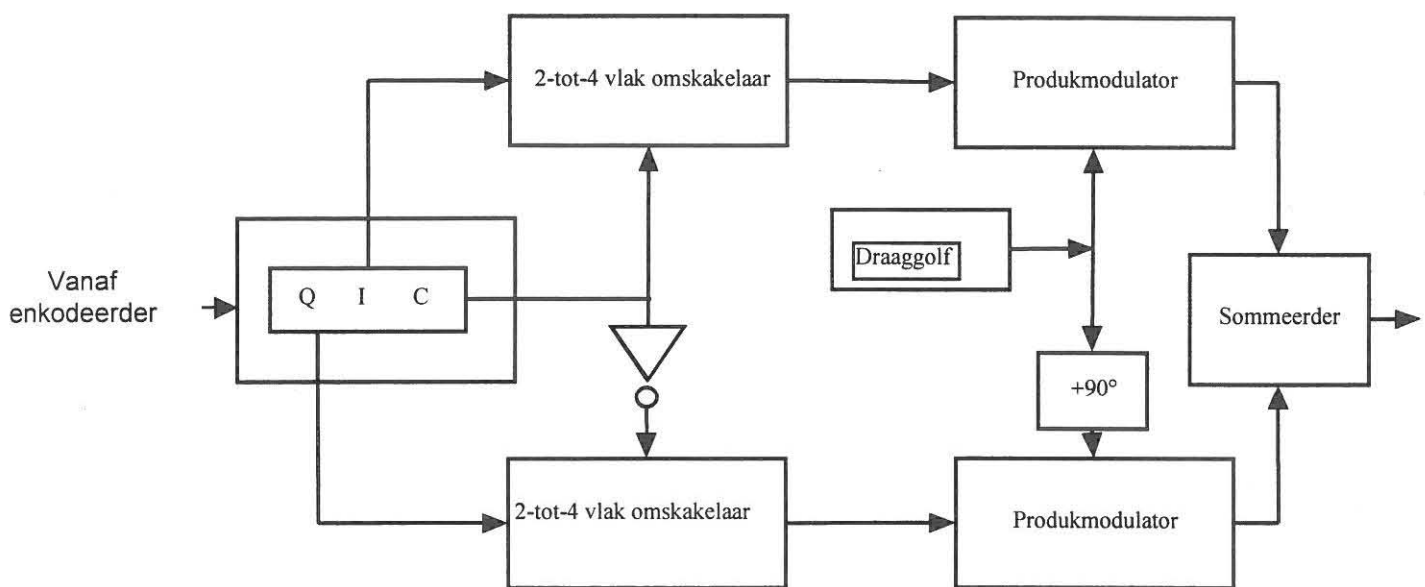 2-tot-4 vlak omskakelaar
Produkmodulator
Draaggolf
Vanaf
enkodeerder
Q I C
Sommeerder
+90°
2-tot-4 vlak omskakelaar
Produkmodulator